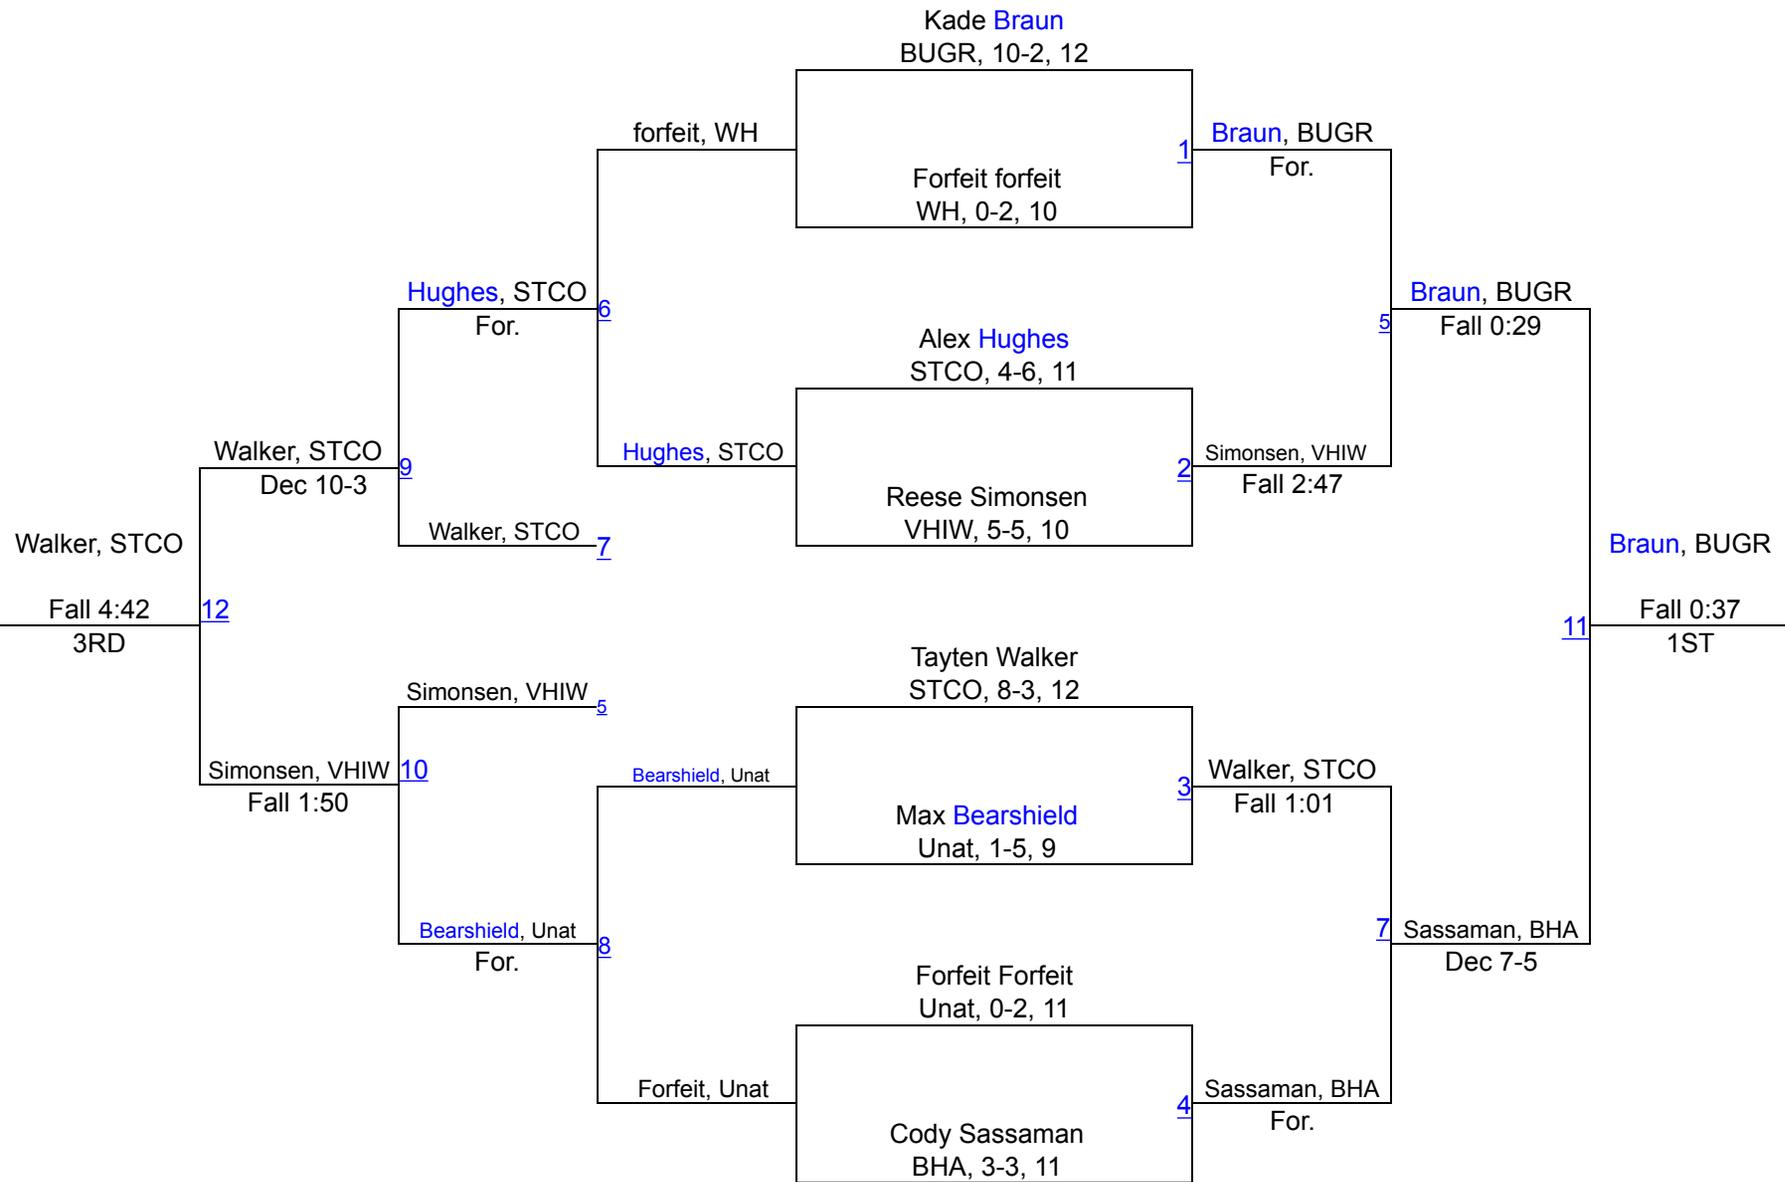 Kade Braun
BUGR, 10-2, 12
forfeit, WH
1
Braun, BUGR
For.
Forfeit forfeit
WH, 0-2, 10
Hughes, STCO
For.
6
Braun, BUGR
Fall 0:29
5
Alex Hughes
STCO, 4-6, 11
Walker, STCO
Dec 10-3
9
Hughes, STCO
2
Simonsen, VHIW
Fall 2:47
Reese Simonsen
VHIW, 5-5, 10
Walker, STCO
7
Walker, STCO
Fall 4:42
3RD
12
Braun, BUGR
Fall 0:37
1ST
11
Tayten Walker
STCO, 8-3, 12
Simonsen, VHIW
5
Simonsen, VHIW
Fall 1:50
10
Bearshield, Unat
3
Walker, STCO
Fall 1:01
Max Bearshield
Unat, 1-5, 9
Bearshield, Unat
For.
8
7
Sassaman, BHA
Dec 7-5
Forfeit Forfeit
Unat, 0-2, 11
Forfeit, Unat
4
Sassaman, BHA
For.
Cody Sassaman
BHA, 3-3, 11